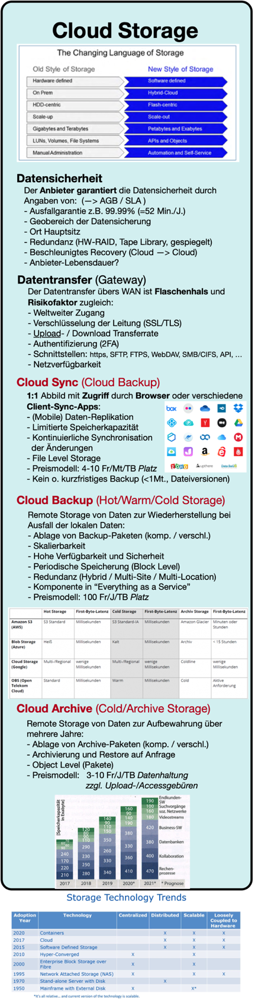 Cloud Storage
The Changing Language of Storage
Old Style of Storage
New Style of Storage
Hardware defined
Software defined
On Prem
Hybrid-Cloud
HDD-centric
Flash-centric
Scale-up
Scale-out
Gigabytes and Terabytes
Petabytes and Exabytes
LUNs, Volumes, File Systems
APIs and Objects
Manual Administration
Automation and Self-Service
Datensicherheit
Der Anbieter garantiert die Datensicherheit durch
Angaben von: (—> AGB / SLA )
- Ausfallgarantie z.B. 99.99% (=52 Min./J.)
- Geobereich der Datensicherung
- Ort Hauptsitz
- Redundanz (HW-RAID, Tape Library, gespiegelt)
- Beschleunigtes Recovery (Cloud —> Cloud)
- Anbieter-Lebensdauer?
Datentransfer (Gateway)
Der Datentransfer übers WAN ist Flaschenhals und
Risikofaktor zugleich:
- Weltweiter Zugang
- Verschlüsselung der Leitung (SSL/TLS)
- Upload- / Download Transferrate
- Authentifizierung (2FA)
- Schnittstellen: https, SFTP, FTPS, WebDAV, SMB/CIFS, API, ...
- Netzverfügbarkeit
Cloud Sync (Cloud Backup)
1:1 Abbild mit Zugriff durch Browser oder verschiedene
Client-Sync-Apps:
- (Mobile) Daten-Replikation
- Limitierte Speicherkapazität
- Kontinuierliche Synchronisation
der Änderungen
- File Level Storage
- Preismodell: 4-10 Fr/Mt/TB Platz
- Kein o. kurzfristiges Backup (<1Mt., Dateiversionen)
box
ZOHO
upthere
Data BaGG
Cloud Backup (Hot/Warm/Cold Storage)
Remote Storage von Daten zur Wiederherstellung bei
Ausfall der lokalen Daten:
- Ablage von Backup-Paketen (komp. / verschl.)
- Skalierbarkeit
- Hohe Verfügbarkeit und Sicherheit
- Periodische Speicherung (Block Level)
- Redundanz (Hybrid / Multi-Site / Multi-Location)
- Komponente in “Everything as a Service”
- Preismodell: 100 Fr/J/TB Platz
Hot Storage First-Byte-Latenz Cold Storage First-Byte-Latenz Archiv Storage First-Byte-Latenz
Amazon S3 S3 Standard Millisekunden S3 Standard-IA Millisekunden Amazon Glacier Minuten oder
(AWS) Stunden
Blob Storage Heiß Millisekunden Kalt Millisekunden Archiv < 15 Stunden
(Azure)
Cloud Storage Multi-/Regional wenige Multi-/Regional wenige Coldline wenige
(Google) Millisekunden Millisekunden Millisekunden
OBS (Open Standard Millisekunden Warm Millisekunden Cold Aktive
Telekom Anforderung
Cloud)
Cloud Archive (Cold/Archive Storage)
Remote Storage von Daten zur Aufbewahrung über
mehrere Jahre:
- Ablage von Archive-Paketen (komp. / verschl.)
- Archivierung und Restore auf Anfrage
- Object Level (Pakete)
- Preismodell: 3-10 Fr/J/TB Datenhaltung
zzgl. Upload-/Accessgebüren
[Speicherkapazität
in Exabyte]
240
170
220
210
120
80
90
110
290
230
250
280
140
90
110
150
350
330
310
340
160
90
140
190
380
330
360
410
190
100
160
180
420
380
400
470
Endkunden-
SW
Suchvorgänge
soz. Netzwerke
Videostreams
Business-SW
Datenbanken
Kollaboration
Rechen-
prozesse
2017 2018 2019 2020* 2021* * Prognose
Storage Technology Trends
Adoption Year Technology Centralized Distributed Scalable Loosely Coupled to Hardware
2020 Containers X X X
2017 Cloud X X X
2015 Software Defined Storage X X X
2010 Hyper-Converged X X
2000 Enterprise Block Storage over Fibre X X
1995 Network Attached Storage (NAS) X X X
1970 Stand-alone Server with Disk X
1950 Mainframe with External Disk X X*
*It's all relative... and current version of the technology is scalable.